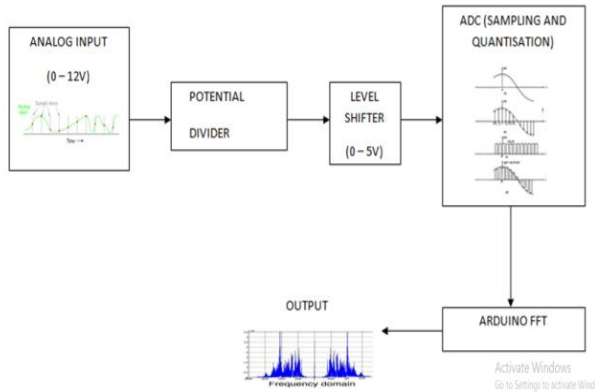 ANALOG INPUT
(0 – 12V)
Time
POTENTIAL
DIVIDER
LEVEL
SHIFTER
(0 – 5V)
ADC (SAMPLING AND
QUANTISATION)
ARDUINO FFT
OUTPUT
Frequency domain
Activate Windows
Go to Settings to activate Wind